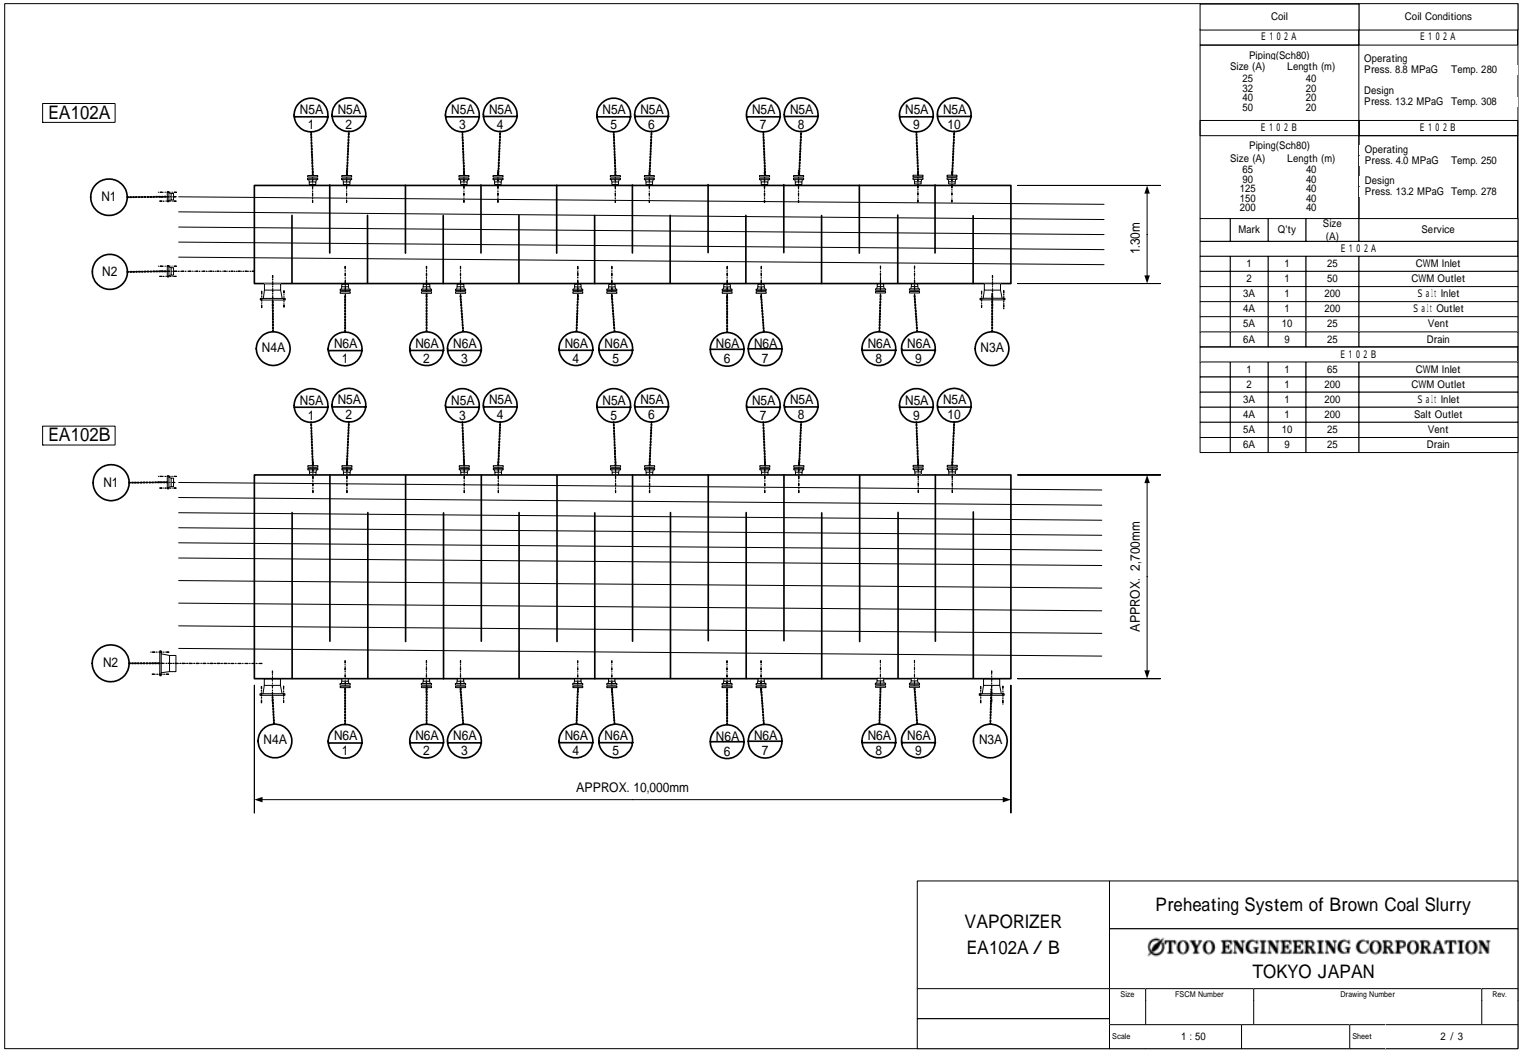 EA102A
N5A 1
N5A 2
N5A 3
N5A 4
N5A 5
N5A 6
N5A 7
N5A 8
N5A 9
N5A 10
N1
N2
1.30m
N4A
N6A 1
N6A 2
N6A 3
N6A 4
N6A 5
N6A 6
N6A 7
N6A 8
N6A 9
N3A
EA102B
N5A 1
N5A 2
N5A 3
N5A 4
N5A 5
N5A 6
N5A 7
N5A 8
N5A 9
N5A 10
N1
N2
APPROX. 2,700mm
N4A
N6A 1
N6A 2
N6A 3
N6A 4
N6A 5
N6A 6
N6A 7
N6A 8
N6A 9
N3A
APPROX. 10,000mm
Coil Coil Conditions
E102A E102A
Piping(Sch80)
Size (A) Length (m)
25 40
32 20
40 20
50 20
Operating
Press. 8.8 MPaG Temp. 280
Design
Press. 13.2 MPaG Temp. 308
E102B E102B
Piping(Sch80)
Size (A) Length (m)
65 40
90 40
125 40
150 40
200 40
Operating
Press. 4.0 MPaG Temp. 250
Design
Press. 13.2 MPaG Temp. 278
Mark Q'ty Size (A) Service
E102A
1 1 25 CWM Inlet
2 1 50 CWM Outlet
3A 1 200 Salt Inlet
4A 1 200 Salt Outlet
5A 10 25 Vent
6A 9 25 Drain
E102B
1 1 65 CWM Inlet
2 1 200 CWM Outlet
3A 1 200 Salt Inlet
4A 1 200 Salt Outlet
5A 10 25 Vent
6A 9 25 Drain
VAPORIZER
EA102A / B
Preheating System of Brown Coal Slurry
TOYO ENGINEERING CORPORATION
TOKYO JAPAN
Size FSCM Number Drawing Number Rev.
Scale 1 : 50 Sheet 2 / 3